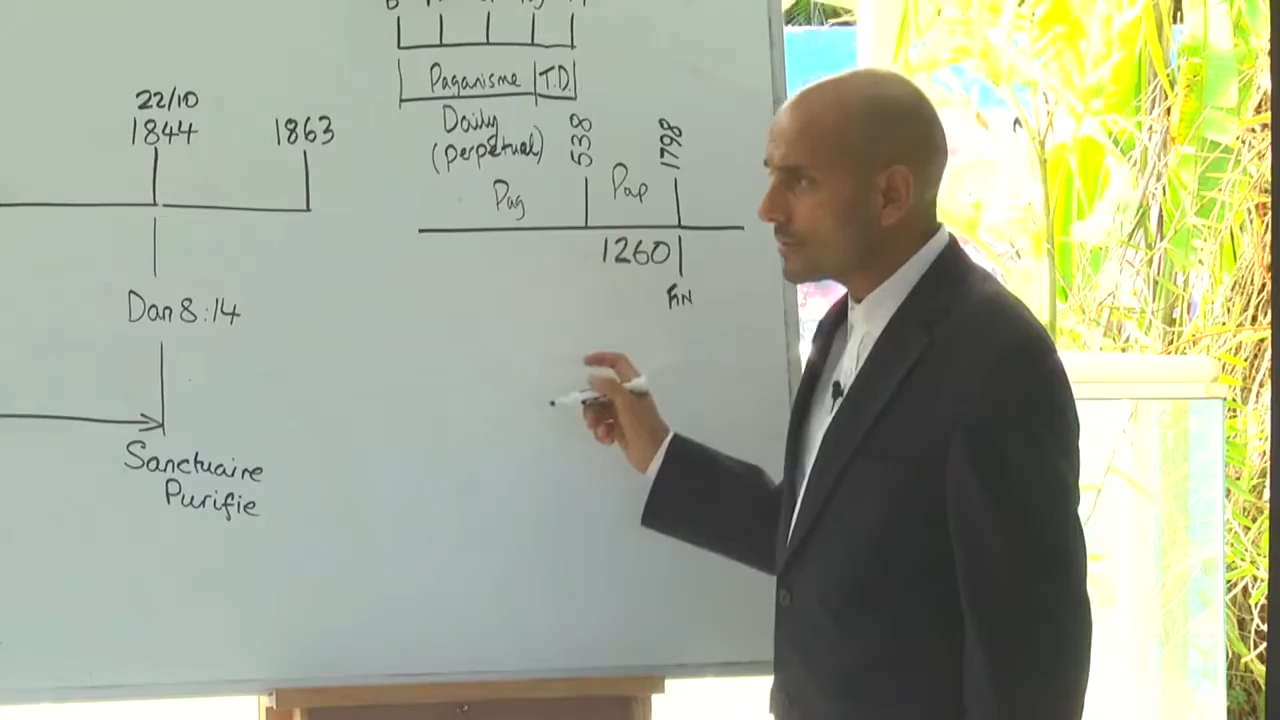 22/10
1844
1863
Dan 8:14
Sanctuaire
Purifie
Paganisme
T.D.
Daily
(perpetual)
538
1798
Pag
Pap
1260
FIN